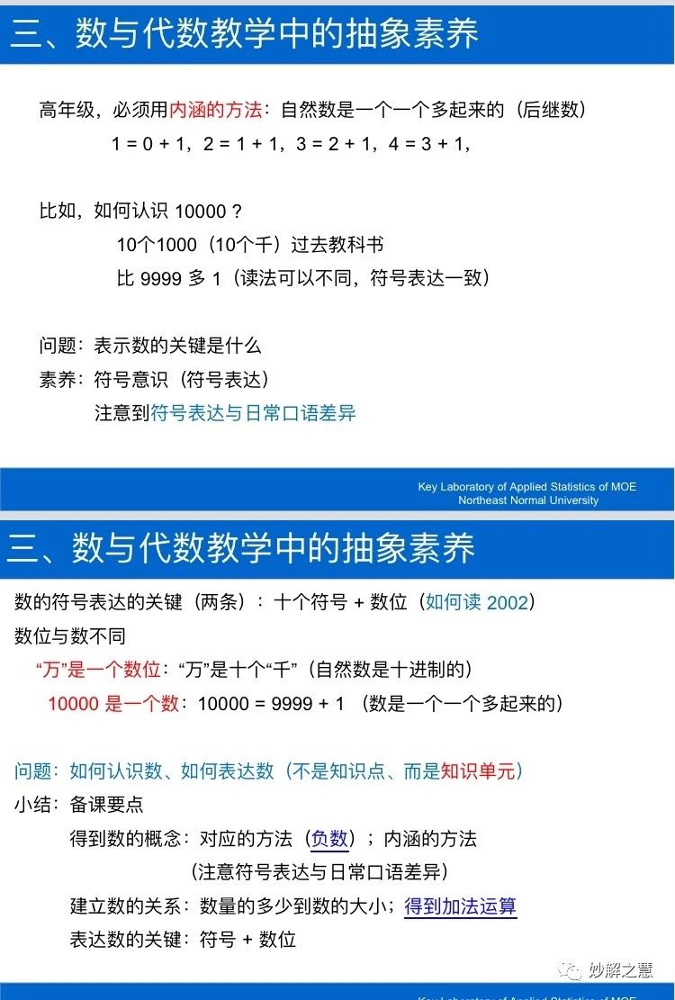 三、数与代数教学中的抽象素养
高年级，必须用内涵的方法：自然数是一个一个多起来的（后继数）
1 = 0 + 1，2 = 1 + 1，3 = 2 + 1，4 = 3 + 1，
比如，如何认识 10000 ?
10个1000（10个千）过去教科书
比 9999 多 1（读法可以不同，符号表达一致）
问题：表示数的关键是什么
素养：符号意识（符号表达）
注意到符号表达与日常口语差异
Key Laboratory of Applied Statistics of MOE
Northeast Normal University
三、数与代数教学中的抽象素养
数的符号表达的关键（两条）：十个符号 + 数位（如何读 2002）
数位与数不同
“万”是一个数位：“万”是十个“千”（自然数是十进制的）
10000 是一个数：10000 = 9999 + 1 （数是一个一个多起来的）
问题：如何认识数、如何表达数（不是知识点、而是知识单元）
小结：备课要点
得到数的概念：对应的方法（负数）；内涵的方法
（注意符号表达与日常口语差异）
建立数的关系：数量的多少到数的大小；得到加法运算
表达数的关键：符号 + 数位
妙解之慧
Key Laboratory of Applied Statistics of MOE